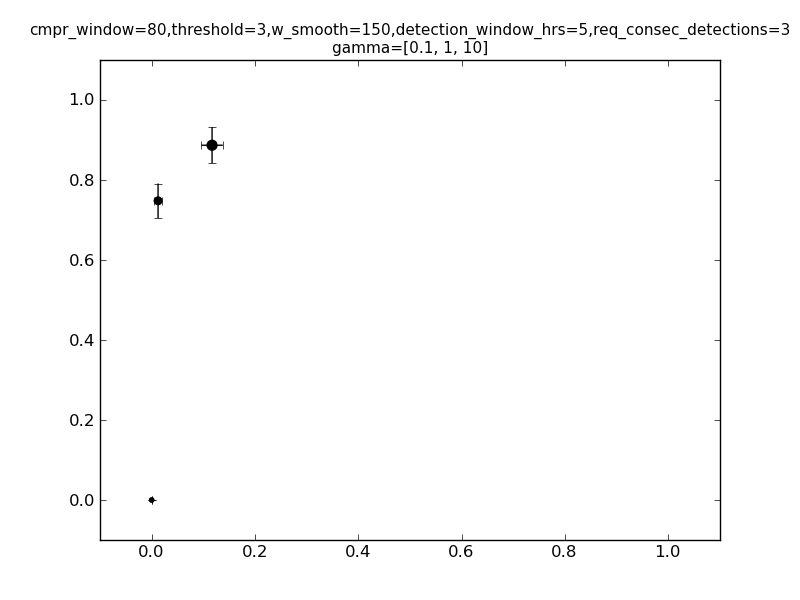 cmpr_window=80,threshold=3,w_smooth=150,detection_window_hrs=5,req_consec_detections=3
gamma=[0.1, 1, 10]
1.0
0.8
0.6
0.4
0.2
0.0
0.0 0.2 0.4 0.6 0.8 1.0